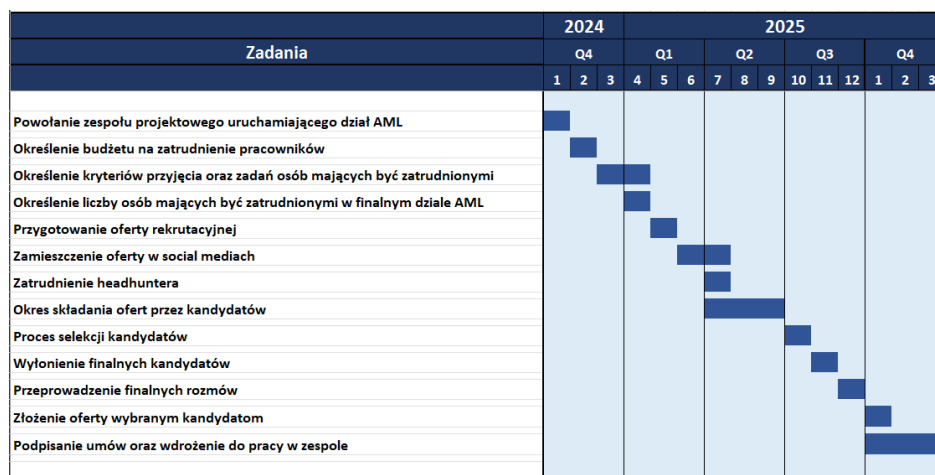 2024 2025
Zadania Q4 Q1 Q2 Q3 Q4
1 2 3 4 5 6 7 8 9 10 11 12 1 2 3
Powołanie zespołu projektowego uruchamiającego dział AML
Określenie budżetu na zatrudnienie pracowników
Określenie kryteriów przyjęcia oraz zadań osób mających być zatrudnionymi
Określenie liczby osób mających być zatrudnionymi w finalnym dziale AML
Przygotowanie oferty rekrutacyjnej
Zamieszczenie oferty w social mediach
Zatrudnienie headhuntera
Okres składania ofert przez kandydatów
Proces selekcji kandydatów
Wyłonienie finalnych kandydatów
Przeprowadzenie finalnych rozmów
Złożenie oferty wybranym kandydatom
Podpisanie umów oraz wdrożenie do pracy w zespole